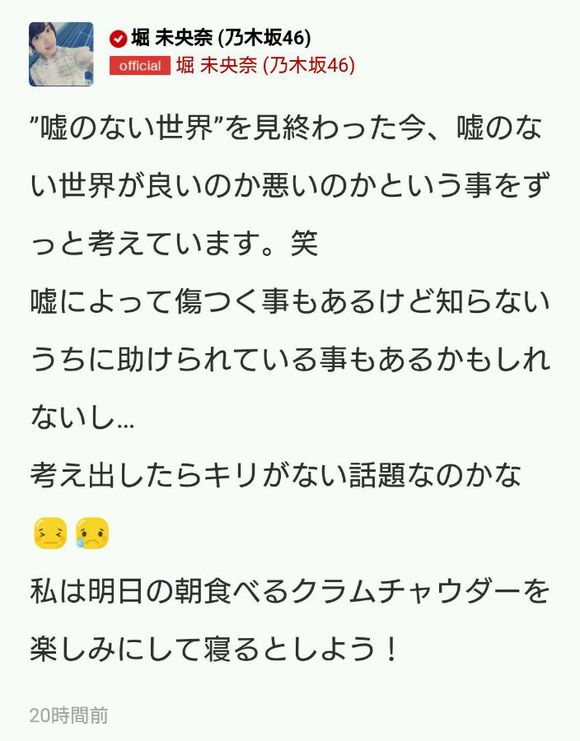 堀 未央奈 (乃木坂46)
official 堀 未央奈 (乃木坂46)
”嘘のない世界”を見終わった今、嘘のな
い世界が良いのか悪いのかという事をず
っと考えています。笑
嘘によって傷つく事もあるけど知らない
うちに助けられている事もあるかもしれ
ないし...
考え出したらキリがない話題なのかな
😣😢
私は明日の朝食べるクラムチャウダーを
楽しみにして寝るとしよう！
20時間前